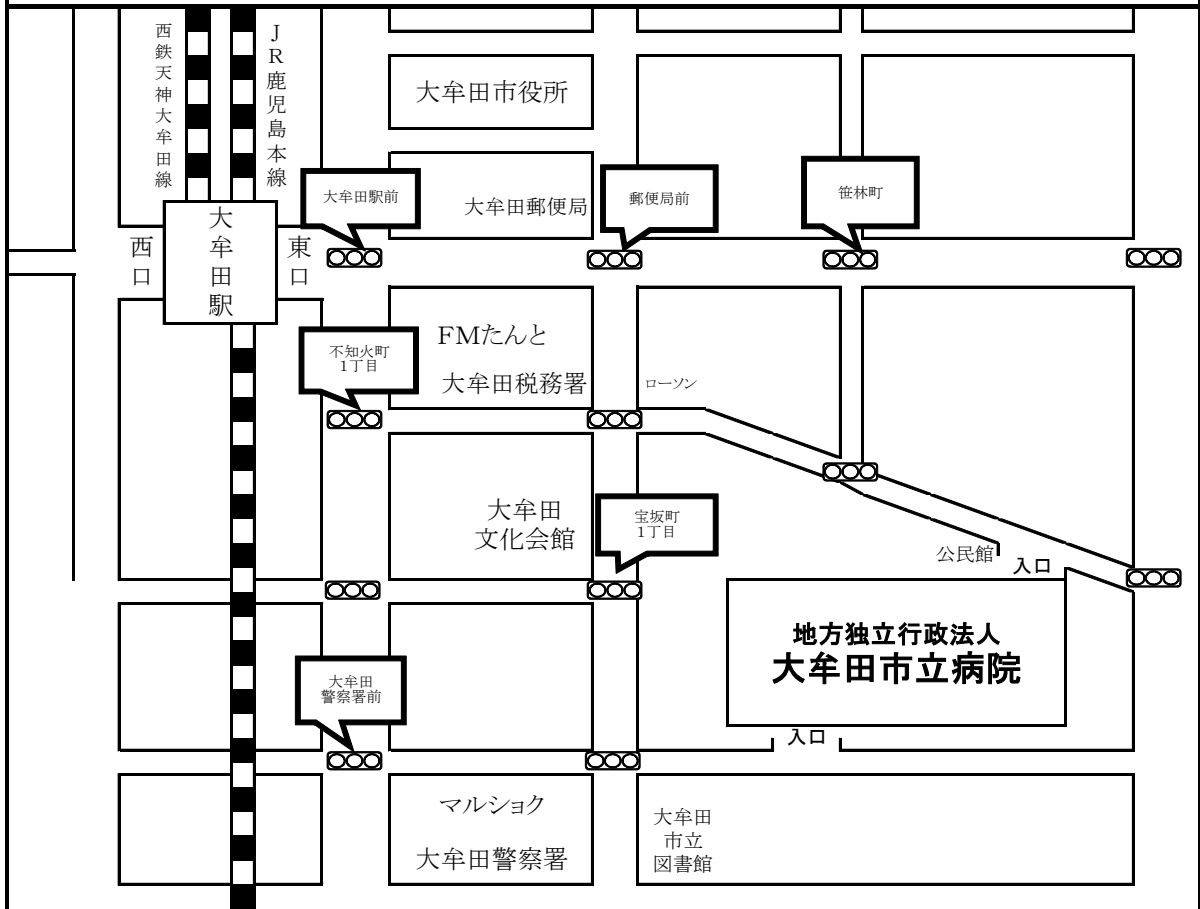 西鉄天神大牟田線
JR鹿児島本線
大牟田市役所
大牟田駅前
大牟田郵便局
郵便局前
笹林町
西口
大牟田駅
東口
不知火町
1丁目
FMたんと
大牟田税務署
ローソン
大牟田
文化会館
宝坂町
1丁目
公民館
入口
地方独立行政法人
大牟田市立病院
入口
大牟田
警察署前
マルショク
大牟田警察署
大牟田
市立
図書館